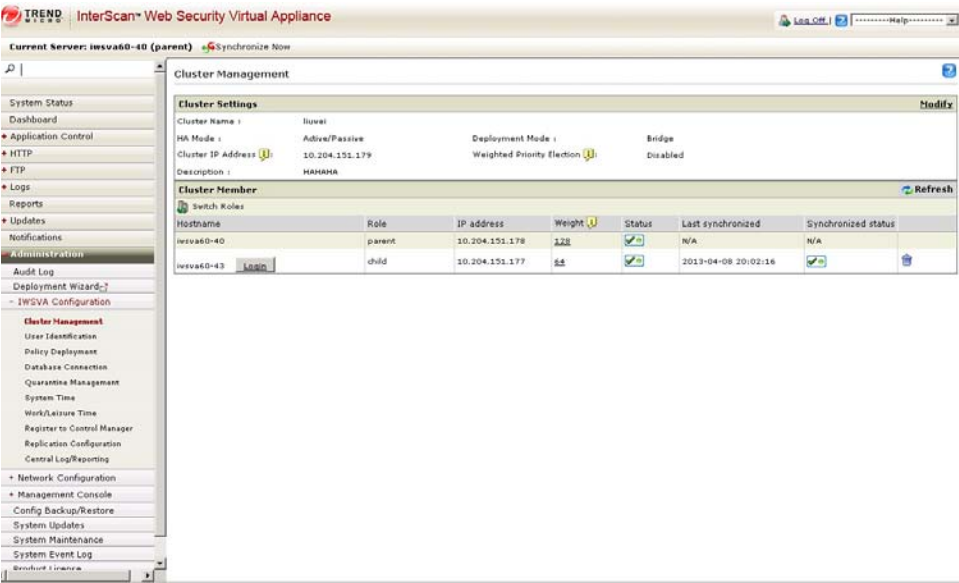 TREND MICRO InterScan™ Web Security Virtual Appliance
Log Off | ---------Help---------
Current Server: iwsva60-40 (parent) Synchronize Now
Cluster Management
System Status
Dashboard
+ Application Control
+ HTTP
+ FTP
+ Logs
Reports
+ Updates
Notifications
- Administration
Audit Log
Deployment Wizard
- IWSVA Configuration
Cluster Management
User Identification
Policy Deployment
Database Connection
Quarantine Management
System Time
Work/Leisure Time
Register to Control Manager
Replication Configuration
Central Log/Reporting
+ Network Configuration
+ Management Console
Config Backup/Restore
System Updates
System Maintenance
System Event Log
Product License
Cluster Settings Modify
Cluster Name : liuwei
HA Mode : Active/Passive Deployment Mode : Bridge
Cluster IP Address : 10.204.151.179 Weighted Priority Election : Disabled
Description : HAHAHA
Cluster Member Refresh
Switch Roles
Hostname Role IP address Weight Status Last synchronized Synchronized status
iwsva60-40 parent 10.204.151.178 128 N/A N/A
iwsva60-43 Login child 10.204.151.177 64 2013-04-08 20:02:16